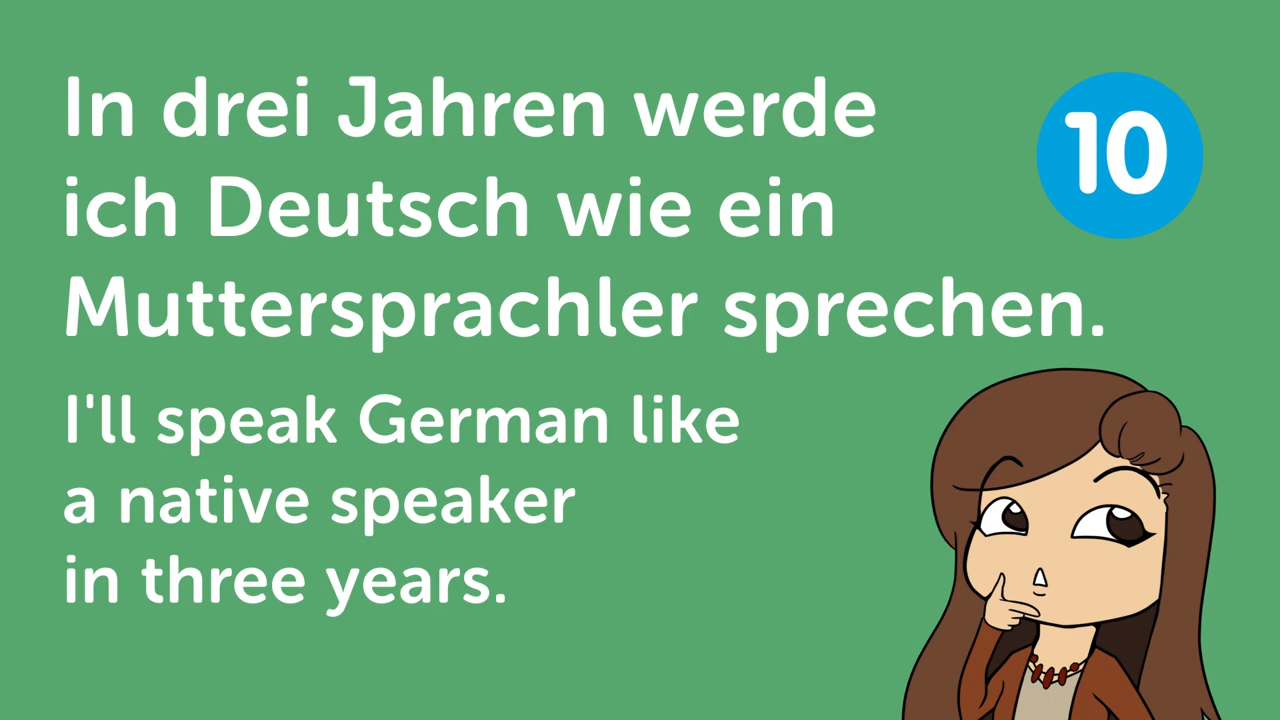 In drei Jahren werde
ich Deutsch wie ein
Muttersprachler sprechen.
10
I'll speak German like
a native speaker
in three years.